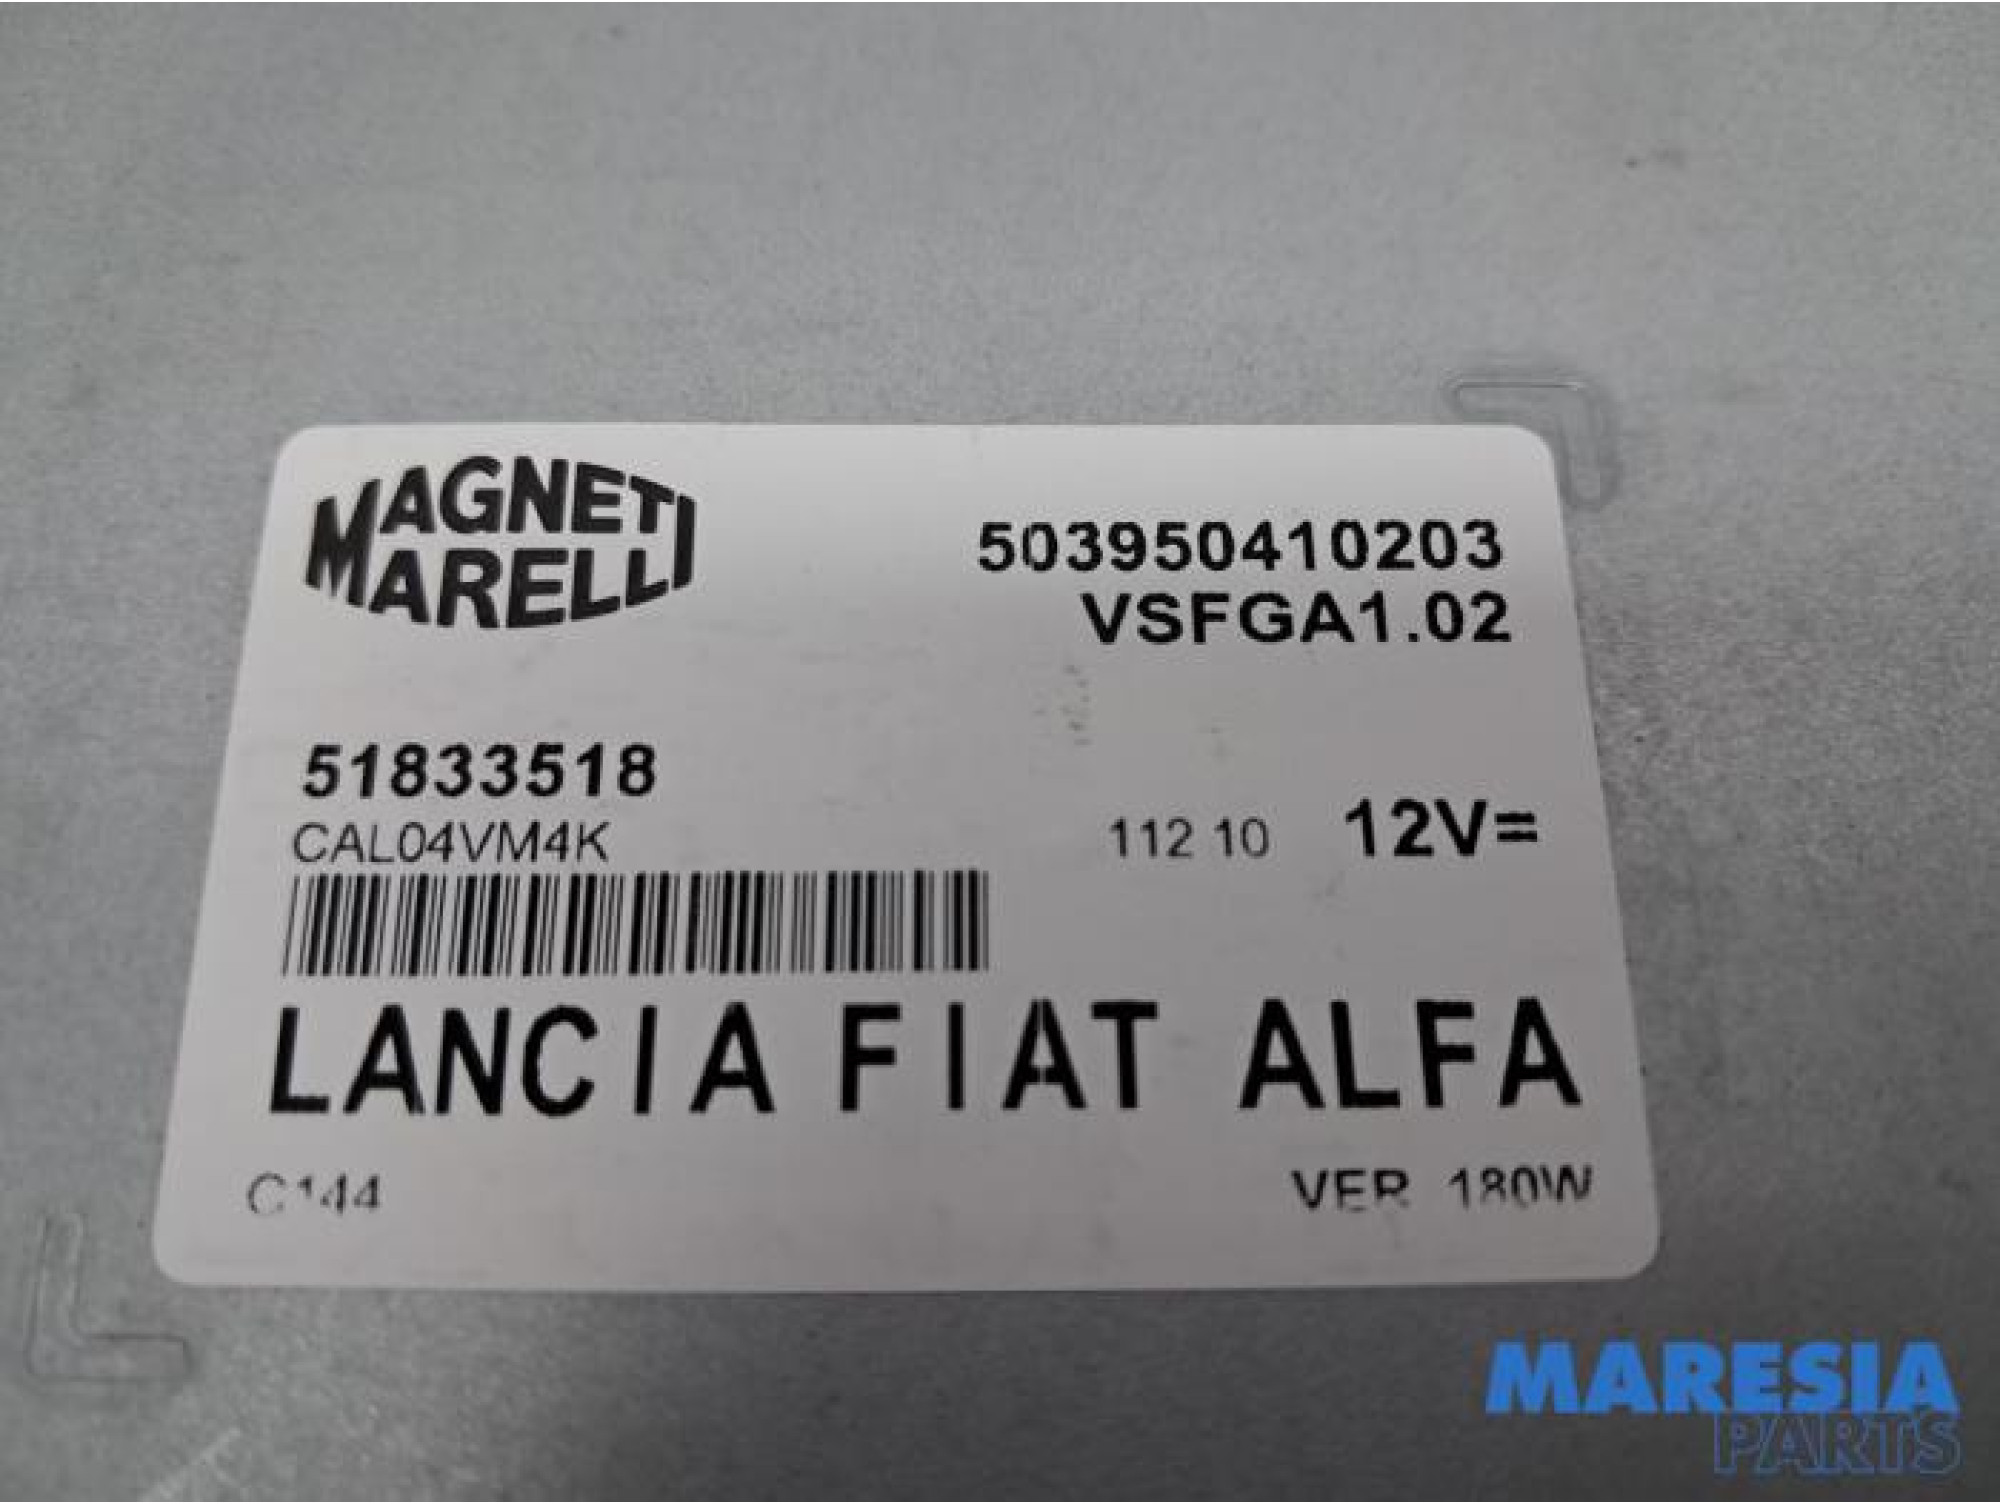 MAGNETI
MARELLI
503950410203
VSFGA1.02
51833518
CAL04VM4K
112 10 12V=
LANCIA FIAT ALFA
C144
VER 180W
MARESIA
PARTS